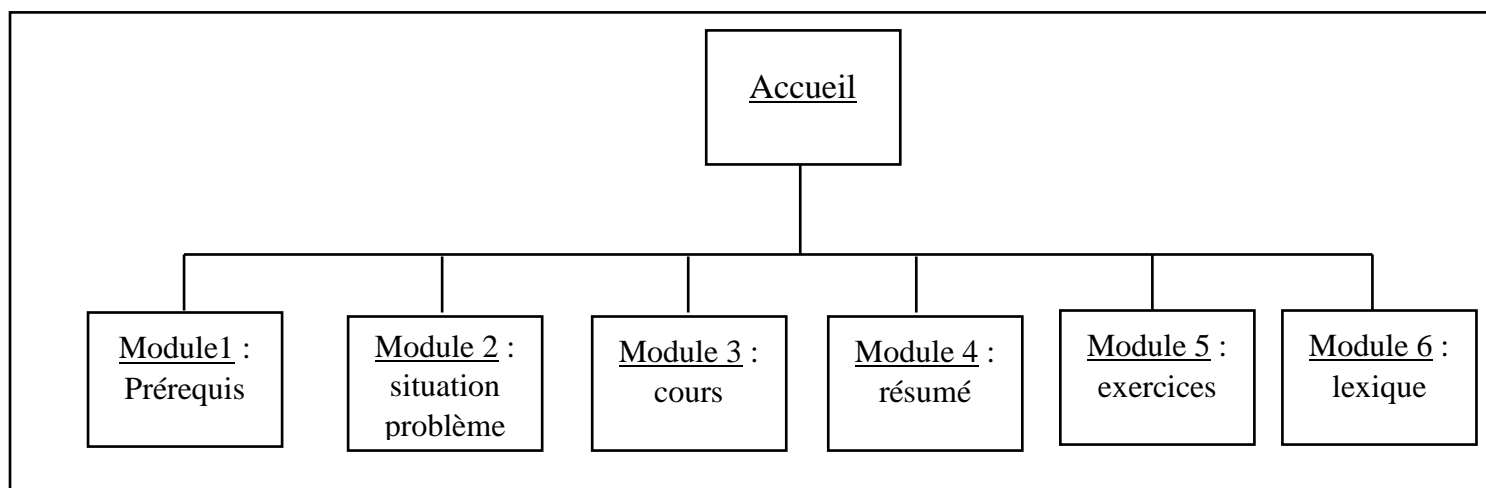 Accueil
Module1 :
Prérequis
Module 2 :
situation
problème
Module 3 :
cours
Module 4 :
résumé
Module 5 :
exercices
Module 6 :
lexique